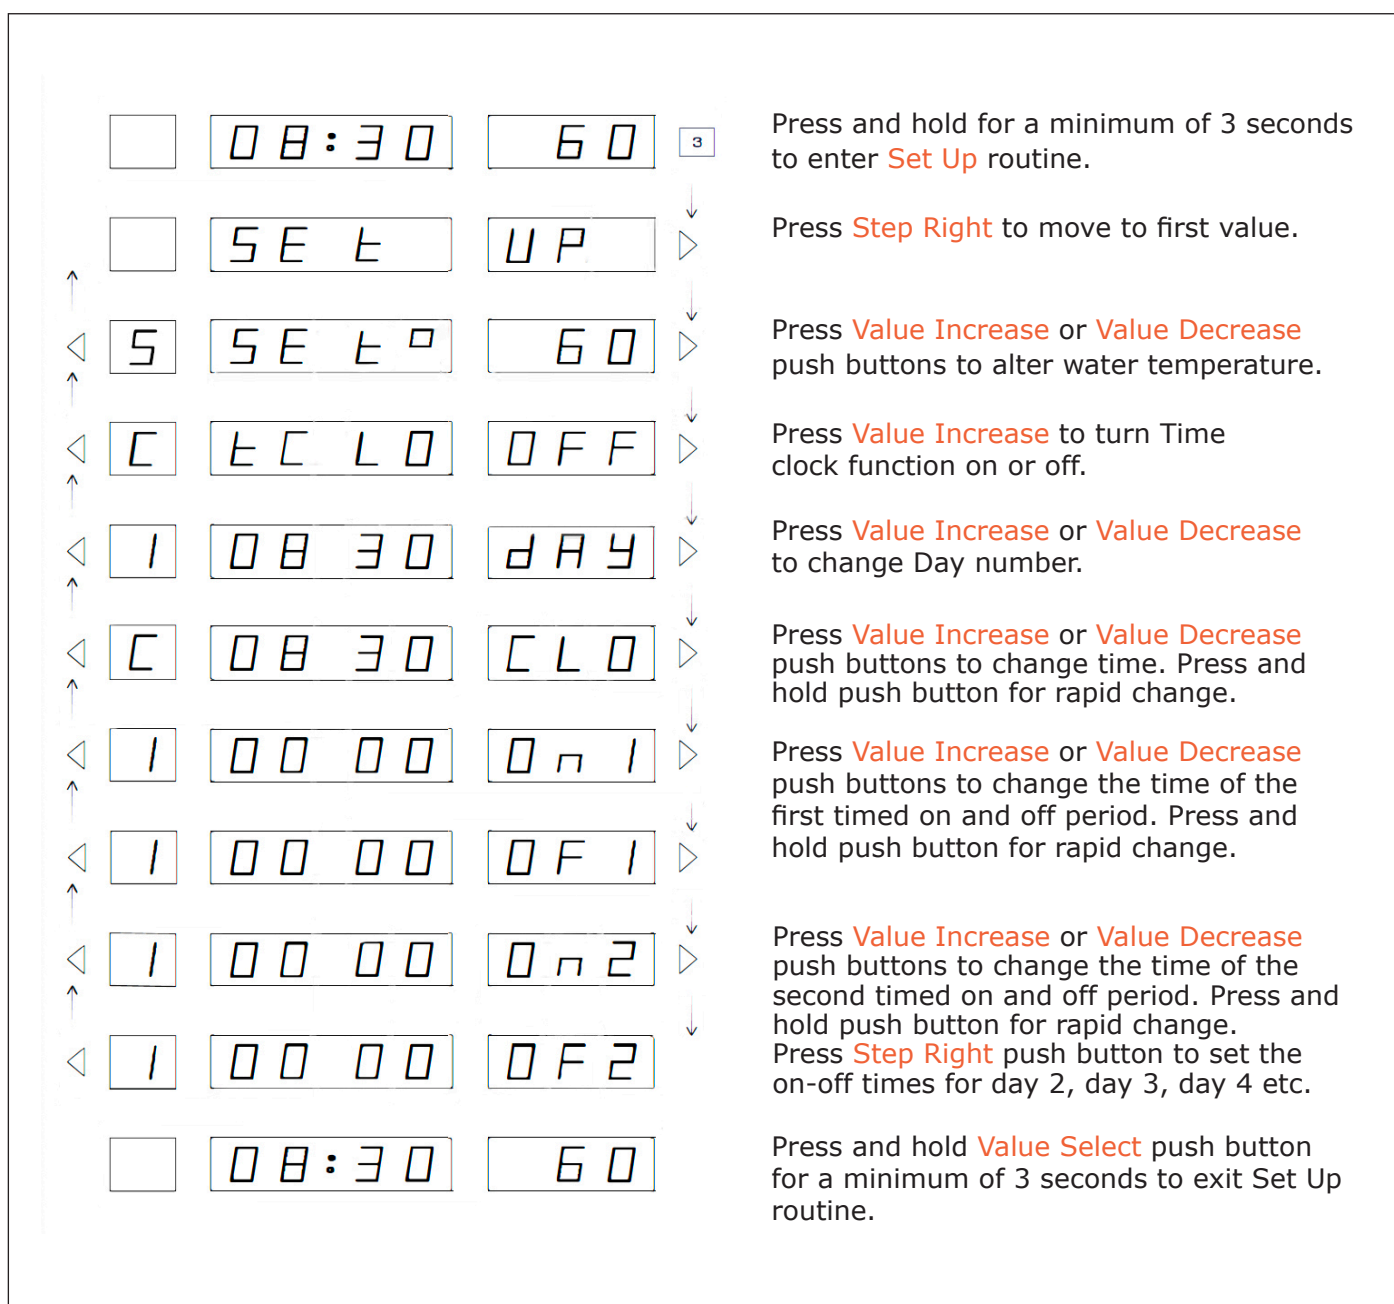 08:30 60 3
Press and hold for a minimum of 3 seconds
to enter Set Up routine.
SEt UP
Press Step Right to move to first value.
5 SEt° 60
Press Value Increase or Value Decrease
push buttons to alter water temperature.
C tCLO OFF
Press Value Increase to turn Time
clock function on or off.
1 08 30 dAY
Press Value Increase or Value Decrease
to change Day number.
C 08 30 CLO
Press Value Increase or Value Decrease
push buttons to change time. Press and
hold push button for rapid change.
1 00 00 On1
Press Value Increase or Value Decrease
push buttons to change the time of the
first timed on and off period. Press and
hold push button for rapid change.
1 00 00 OF1
1 00 00 On2
Press Value Increase or Value Decrease
push buttons to change the time of the
second timed on and off period. Press and
hold push button for rapid change.
1 00 00 OF2
Press Step Right push button to set the
on-off times for day 2, day 3, day 4 etc.
08:30 60
Press and hold Value Select push button
for a minimum of 3 seconds to exit Set Up
routine.